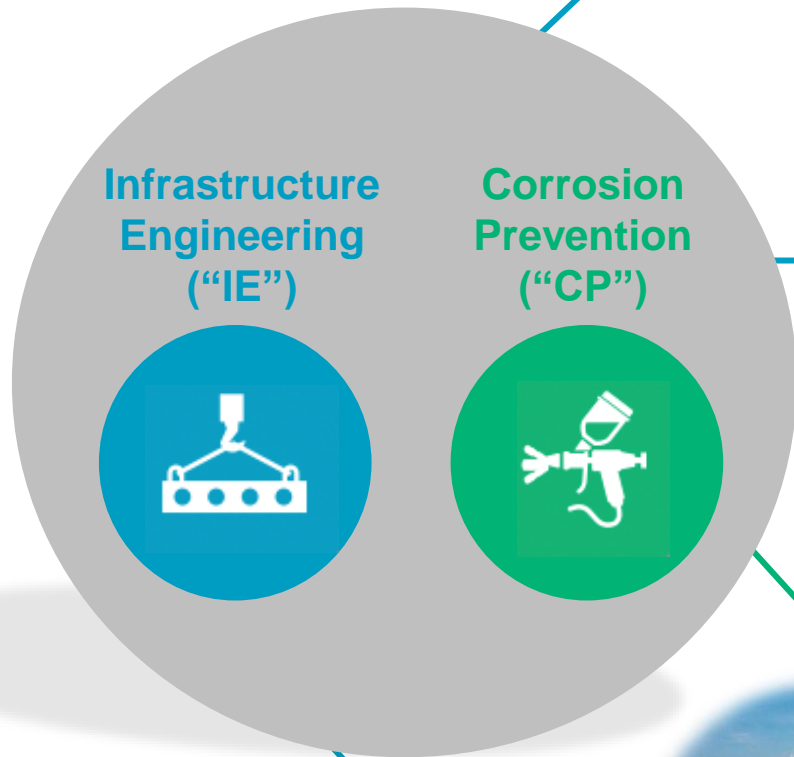 Infrastructure
Engineering
(“IE”)
Corrosion
Prevention
(“CP”)